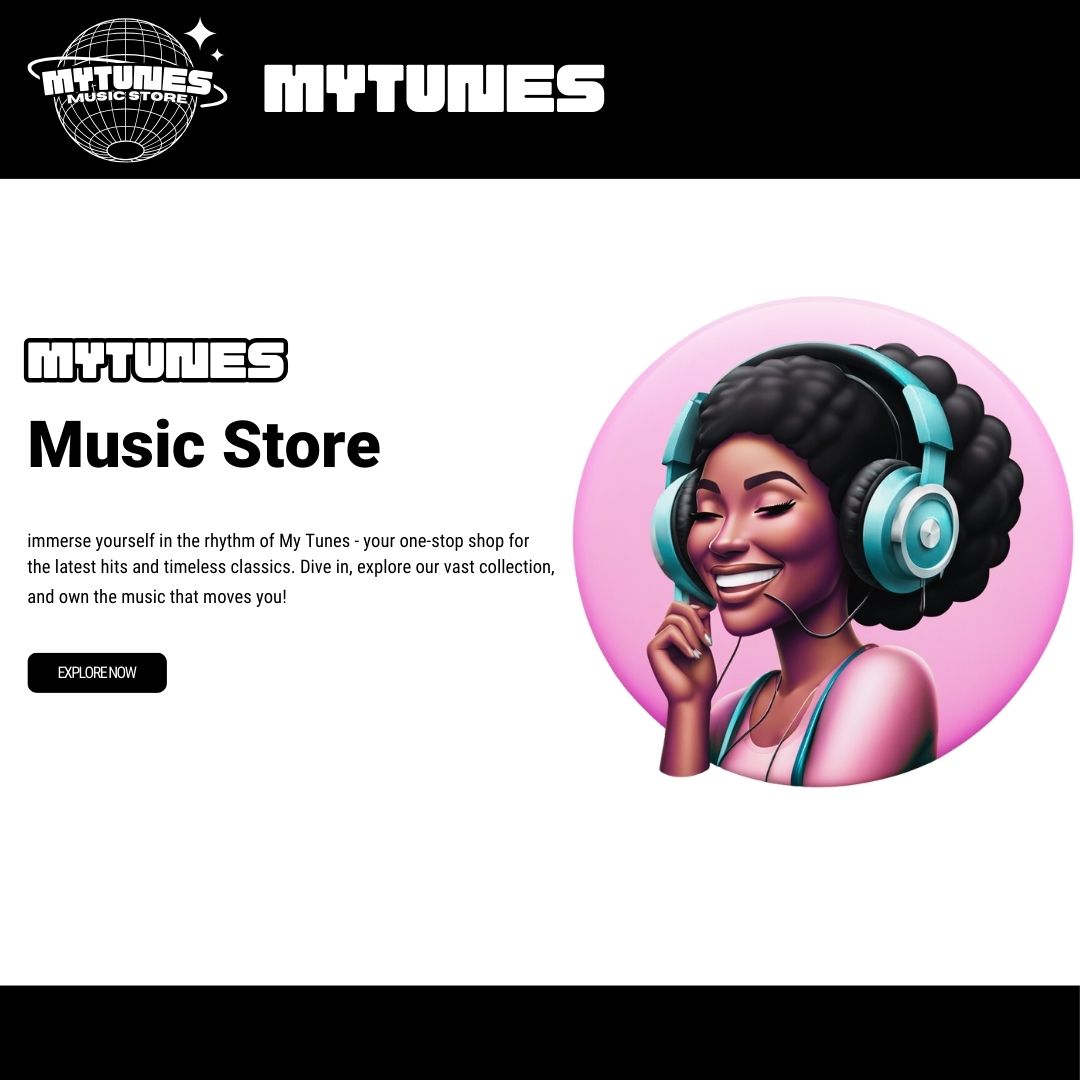 MYTUNES
MUSIC STORE
MYTUNES
MYTUNES
Music Store
immerse yourself in the rhythm of My Tunes - your one-stop shop for
the latest hits and timeless classics. Dive in, explore our vast collection,
and own the music that moves you!
EXPLORE NOW